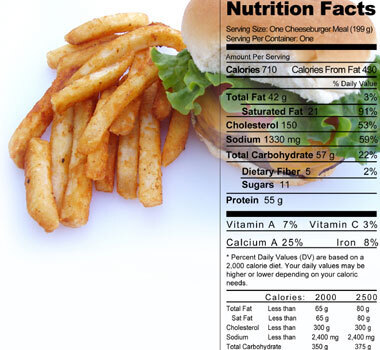 Nutrition Facts
Serving Size: One Cheeseburger Meal (199 g)
Serving Per Container: One
Amount Per Serving
Calories 710 Calories From Fat 430
% Daily Value
Total Fat 42 g 3%
Saturated Fat 21 91%
Cholesterol 150 53%
Sodium 1330 mg 59%
Total Carbohydrate 57 g 22%
Dietary Fiber 5 2%
Sugars 11
Protein 55 g
Vitamin A 7% Vitamin C 3%
Calcium A 25% Iron 8%
* Percent Daily Values (DV) are based on a
2,000 calorie diet. Your daily values may be
higher or lower depending on your caloric
needs.
Calories: 2000 2500
Total Fat Less than 65 g 80 g
Sat Fat Less than 65 g 80 g
Cholesterol Less than 300 g 300 g
Sodium Less than 2,400 mg 2,400 mg
Total Carbohydrate 350 g 375 g